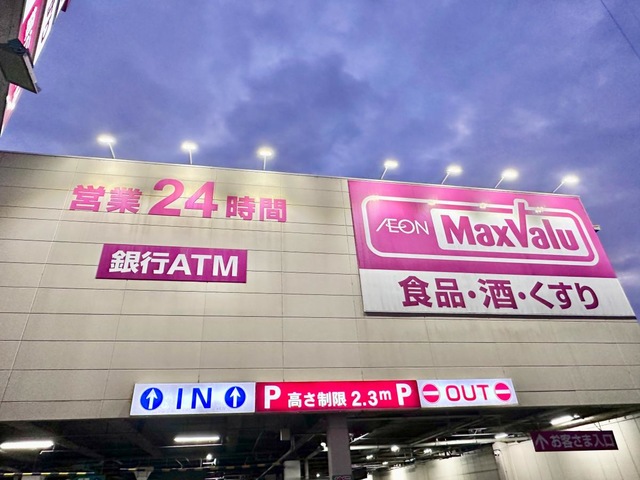 営業24時間
銀行ATM
ÆON MaxValu
食品・酒・くすり
IN P 高さ制限 2.3m P OUT
お客さま入口